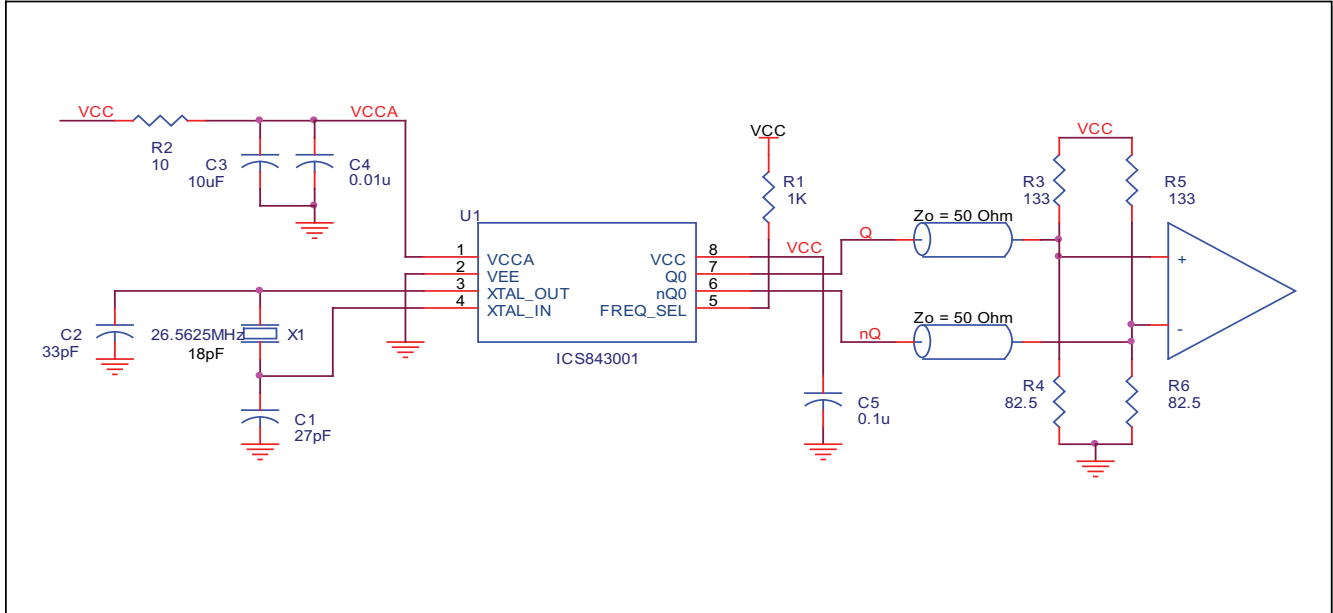 VCC
R2
10
C3
10uF
C4
0.01u
VCCA
U1
1
VCCA
2
VEE
3
XTAL_OUT
4
XTAL_IN
VCC
8
Q0
7
nQ0
6
FREQ_SEL
5
ICS843001
C2
33pF
26.5625MHz
18pF
X1
C1
27pF
VCC
R1
1K
VCC
Q
Zo = 50 Ohm
nQ
Zo = 50 Ohm
C5
0.1u
VCC
R3
133
R5
133
+
-
R4
82.5
R6
82.5